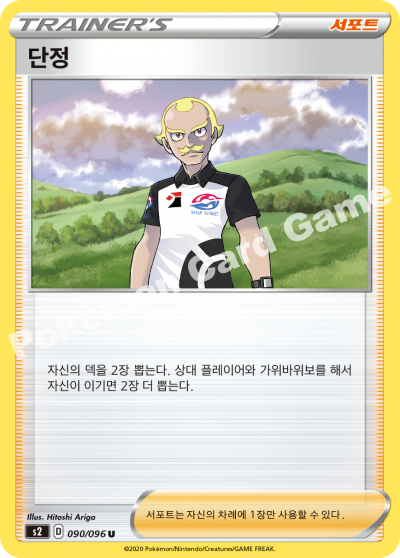 TRAINER'S
서포트
단정
Pokémon Card Game
자신의 덱을 2장 뽑는다. 상대 플레이어와 가위바위보를 해서
자신이 이기면 2장 더 뽑는다.
Illus. Hitoshi Ariga
s2 D 090/096 U
서포트는 자신의 차례에 1장만 사용할 수 있다.
©2020 Pokémon/Nintendo/Creatures/GAME FREAK.